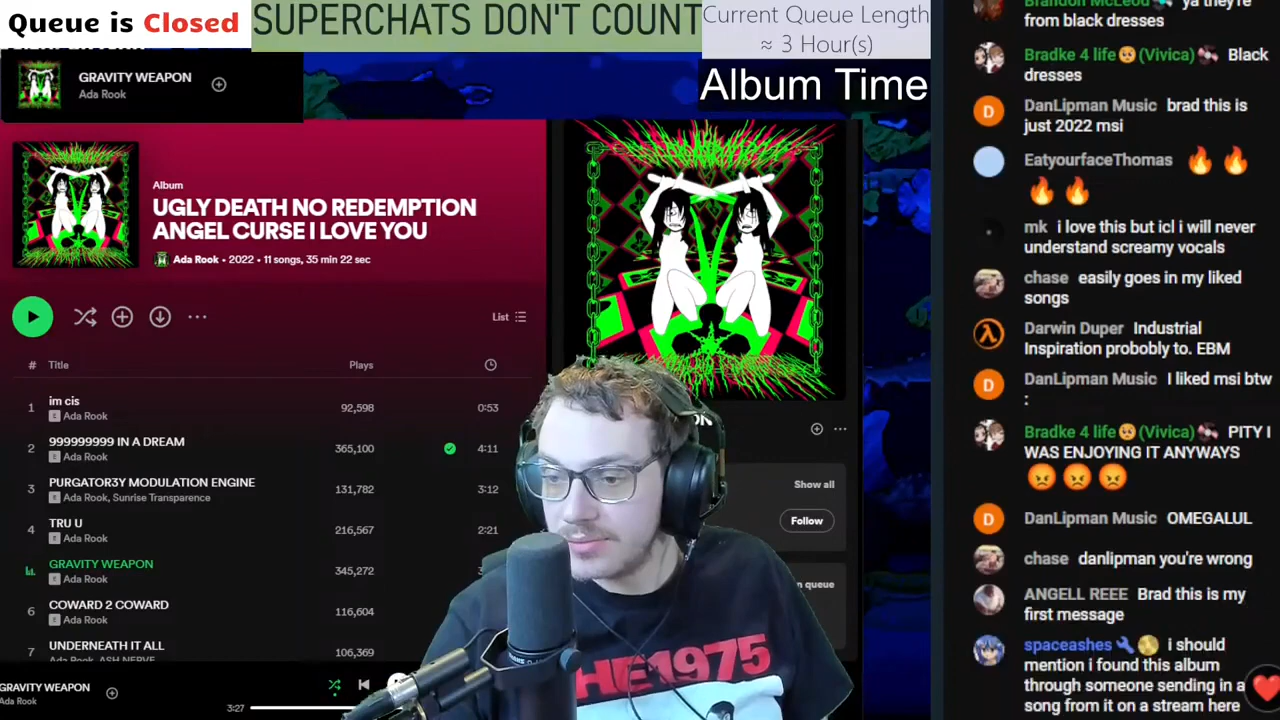 Queue is Closed
SUPERCHATS DON'T COUNT
Current Queue Length
≈ 3 Hour(s)
Album Time
GRAVITY WEAPON
Ada Rook
Album
UGLY DEATH NO REDEMPTION
ANGEL CURSE I LOVE YOU
Ada Rook • 2022 • 11 songs, 35 min 22 sec
List
# Title Plays
1 im cis 92,598 0:53
E Ada Rook
2 999999999 IN A DREAM 365,100 4:11
E Ada Rook
3 PURGATOR3Y MODULATION ENGINE 131,782 3:12
E Ada Rook, Sunrise Transparence
4 TRU U 216,567 2:21
E Ada Rook
GRAVITY WEAPON 345,272
E Ada Rook
6 COWARD 2 COWARD 116,604
E Ada Rook
7 UNDERNEATH IT ALL 106,369
Ada Rook, ASH NERVE
GRAVITY WEAPON
Ada Rook
3:27
Show all
Follow
n queue
THE1975
Brandon McLeod ya they're
from black dresses
Bradke 4 life (Vivica) Black
dresses
DanLipman Music brad this is
just 2022 msi
EatyourfaceThomas
mk i love this but icl i will never
understand screamy vocals
chase easily goes in my liked
songs
Darwin Duper Industrial
Inspiration probobly to. EBM
DanLipman Music I liked msi btw
:
Bradke 4 life (Vivica) PITY I
WAS ENJOYING IT ANYWAYS
DanLipman Music OMEGALUL
chase danlipman you're wrong
ANGELL REEE Brad this is my
first message
spaceashes i should
mention i found this album
through someone sending in a
song from it on a stream here